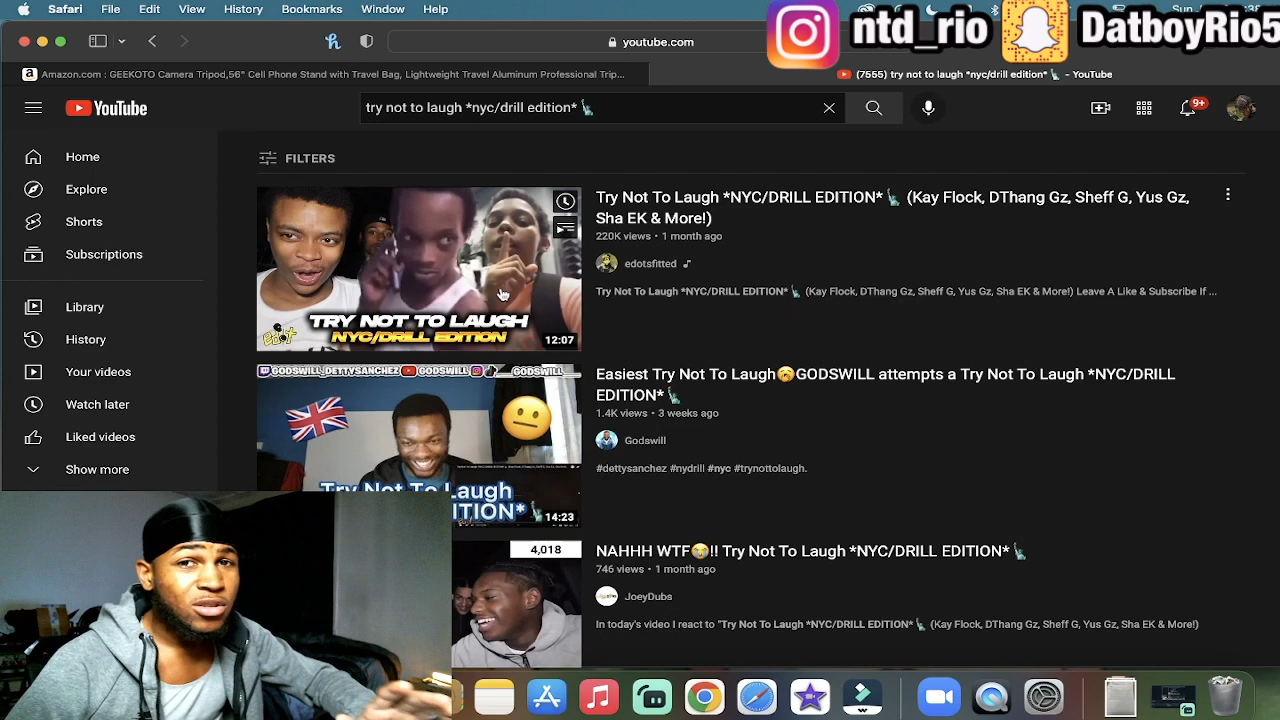 Safari File Edit View History Bookmarks Window Help
ntd_rio DatboyRio5
youtube.com
Amazon.com : GEEKOTO Camera Tripod,56" Cell Phone Stand with Travel Bag, Lightweight Travel Aluminum Professional Trip...
(7555) try not to laugh *nyc/drill edition*🗽 - YouTube
YouTube
try not to laugh *nyc/drill edition*🗽
9+
Home
Explore
Shorts
Subscriptions
Library
History
Your videos
Watch later
Liked videos
Show more
FILTERS
TRY NOT TO LAUGH
NYC/DRILL EDITION
edot
12:07
Try Not To Laugh *NYC/DRILL EDITION*🗽 (Kay Flock, DThang Gz, Sheff G, Yus Gz,
Sha EK & More!)
220K views • 1 month ago
edotsfitted ♪
Try Not To Laugh *NYC/DRILL EDITION*🗽 (Kay Flock, DThang Gz, Sheff G, Yus Gz, Sha EK & More!) Leave A Like & Subscribe If ...
GODSWILL_DETTYSANCHEZ GODSWILL GODSWILL
Try Not To Laugh
ITION*🗽
14:23
Easiest Try Not To Laugh🥱GODSWILL attempts a Try Not To Laugh *NYC/DRILL
EDITION*🗽
1.4K views • 3 weeks ago
Godswill
#dettysanchez #nydrill #nyc #trynottolaugh.
4,018
NAHHH WTF😭!! Try Not To Laugh *NYC/DRILL EDITION*🗽
746 views • 1 month ago
JoeyDubs
In today's video I react to "Try Not To Laugh *NYC/DRILL EDITION*🗽 (Kay Flock, DThang Gz, Sheff G, Yus Gz, Sha EK & More!)